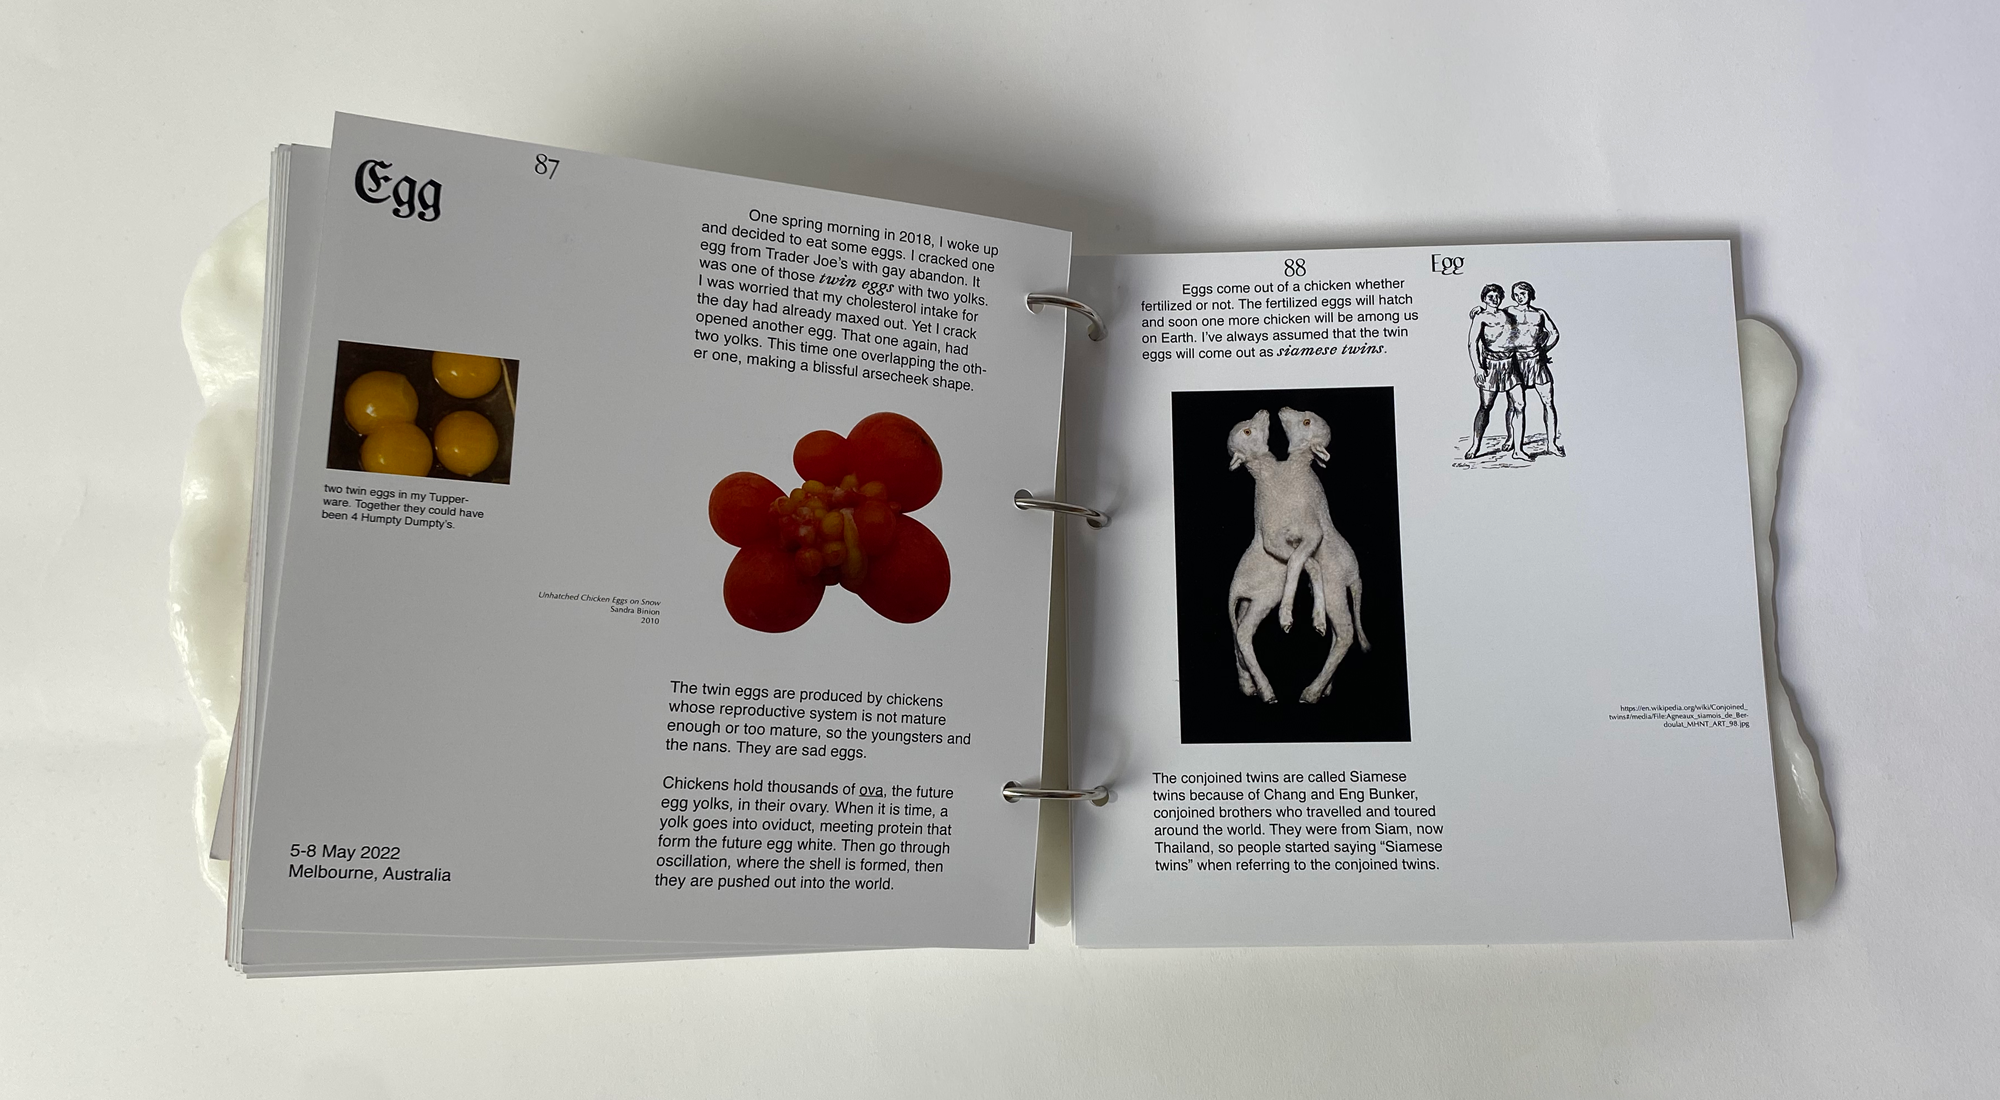 Egg
87
One spring morning in 2018, I woke up
and decided to eat some eggs. I cracked one
egg from Trader Joe's with gay abandon. It
was one of those twin eggs with two yolks.
I was worried that my cholesterol intake for
the day had already maxed out. Yet I crack
opened another egg. That one again, had
two yolks. This time one overlapping the oth-
er one, making a blissful arsecheek shape.
two twin eggs in my Tupper-
ware. Together they could have
been 4 Humpty Dumpty's.
Unhatched Chicken Eggs on Snow
Sandra Binion
2010
The twin eggs are produced by chickens
whose reproductive system is not mature
enough or too mature, so the youngsters and
the nans. They are sad eggs.
Chickens hold thousands of ova, the future
egg yolks, in their ovary. When it is time, a
yolk goes into oviduct, meeting protein that
form the future egg white. Then go through
oscillation, where the shell is formed, then
they are pushed out into the world.
5-8 May 2022
Melbourne, Australia
88
Egg
Eggs come out of a chicken whether
fertilized or not. The fertilized eggs will hatch
and soon one more chicken will be among us
on Earth. I've always assumed that the twin
eggs will come out as siamese twins.
https://en.wikipedia.org/wiki/Conjoined_
twins#/media/File:Agneaux_siamois_de_Ber-
doulat_MHNT_ART_98.jpg
The conjoined twins are called Siamese
twins because of Chang and Eng Bunker,
conjoined brothers who travelled and toured
around the world. They were from Siam, now
Thailand, so people started saying "Siamese
twins" when referring to the conjoined twins.